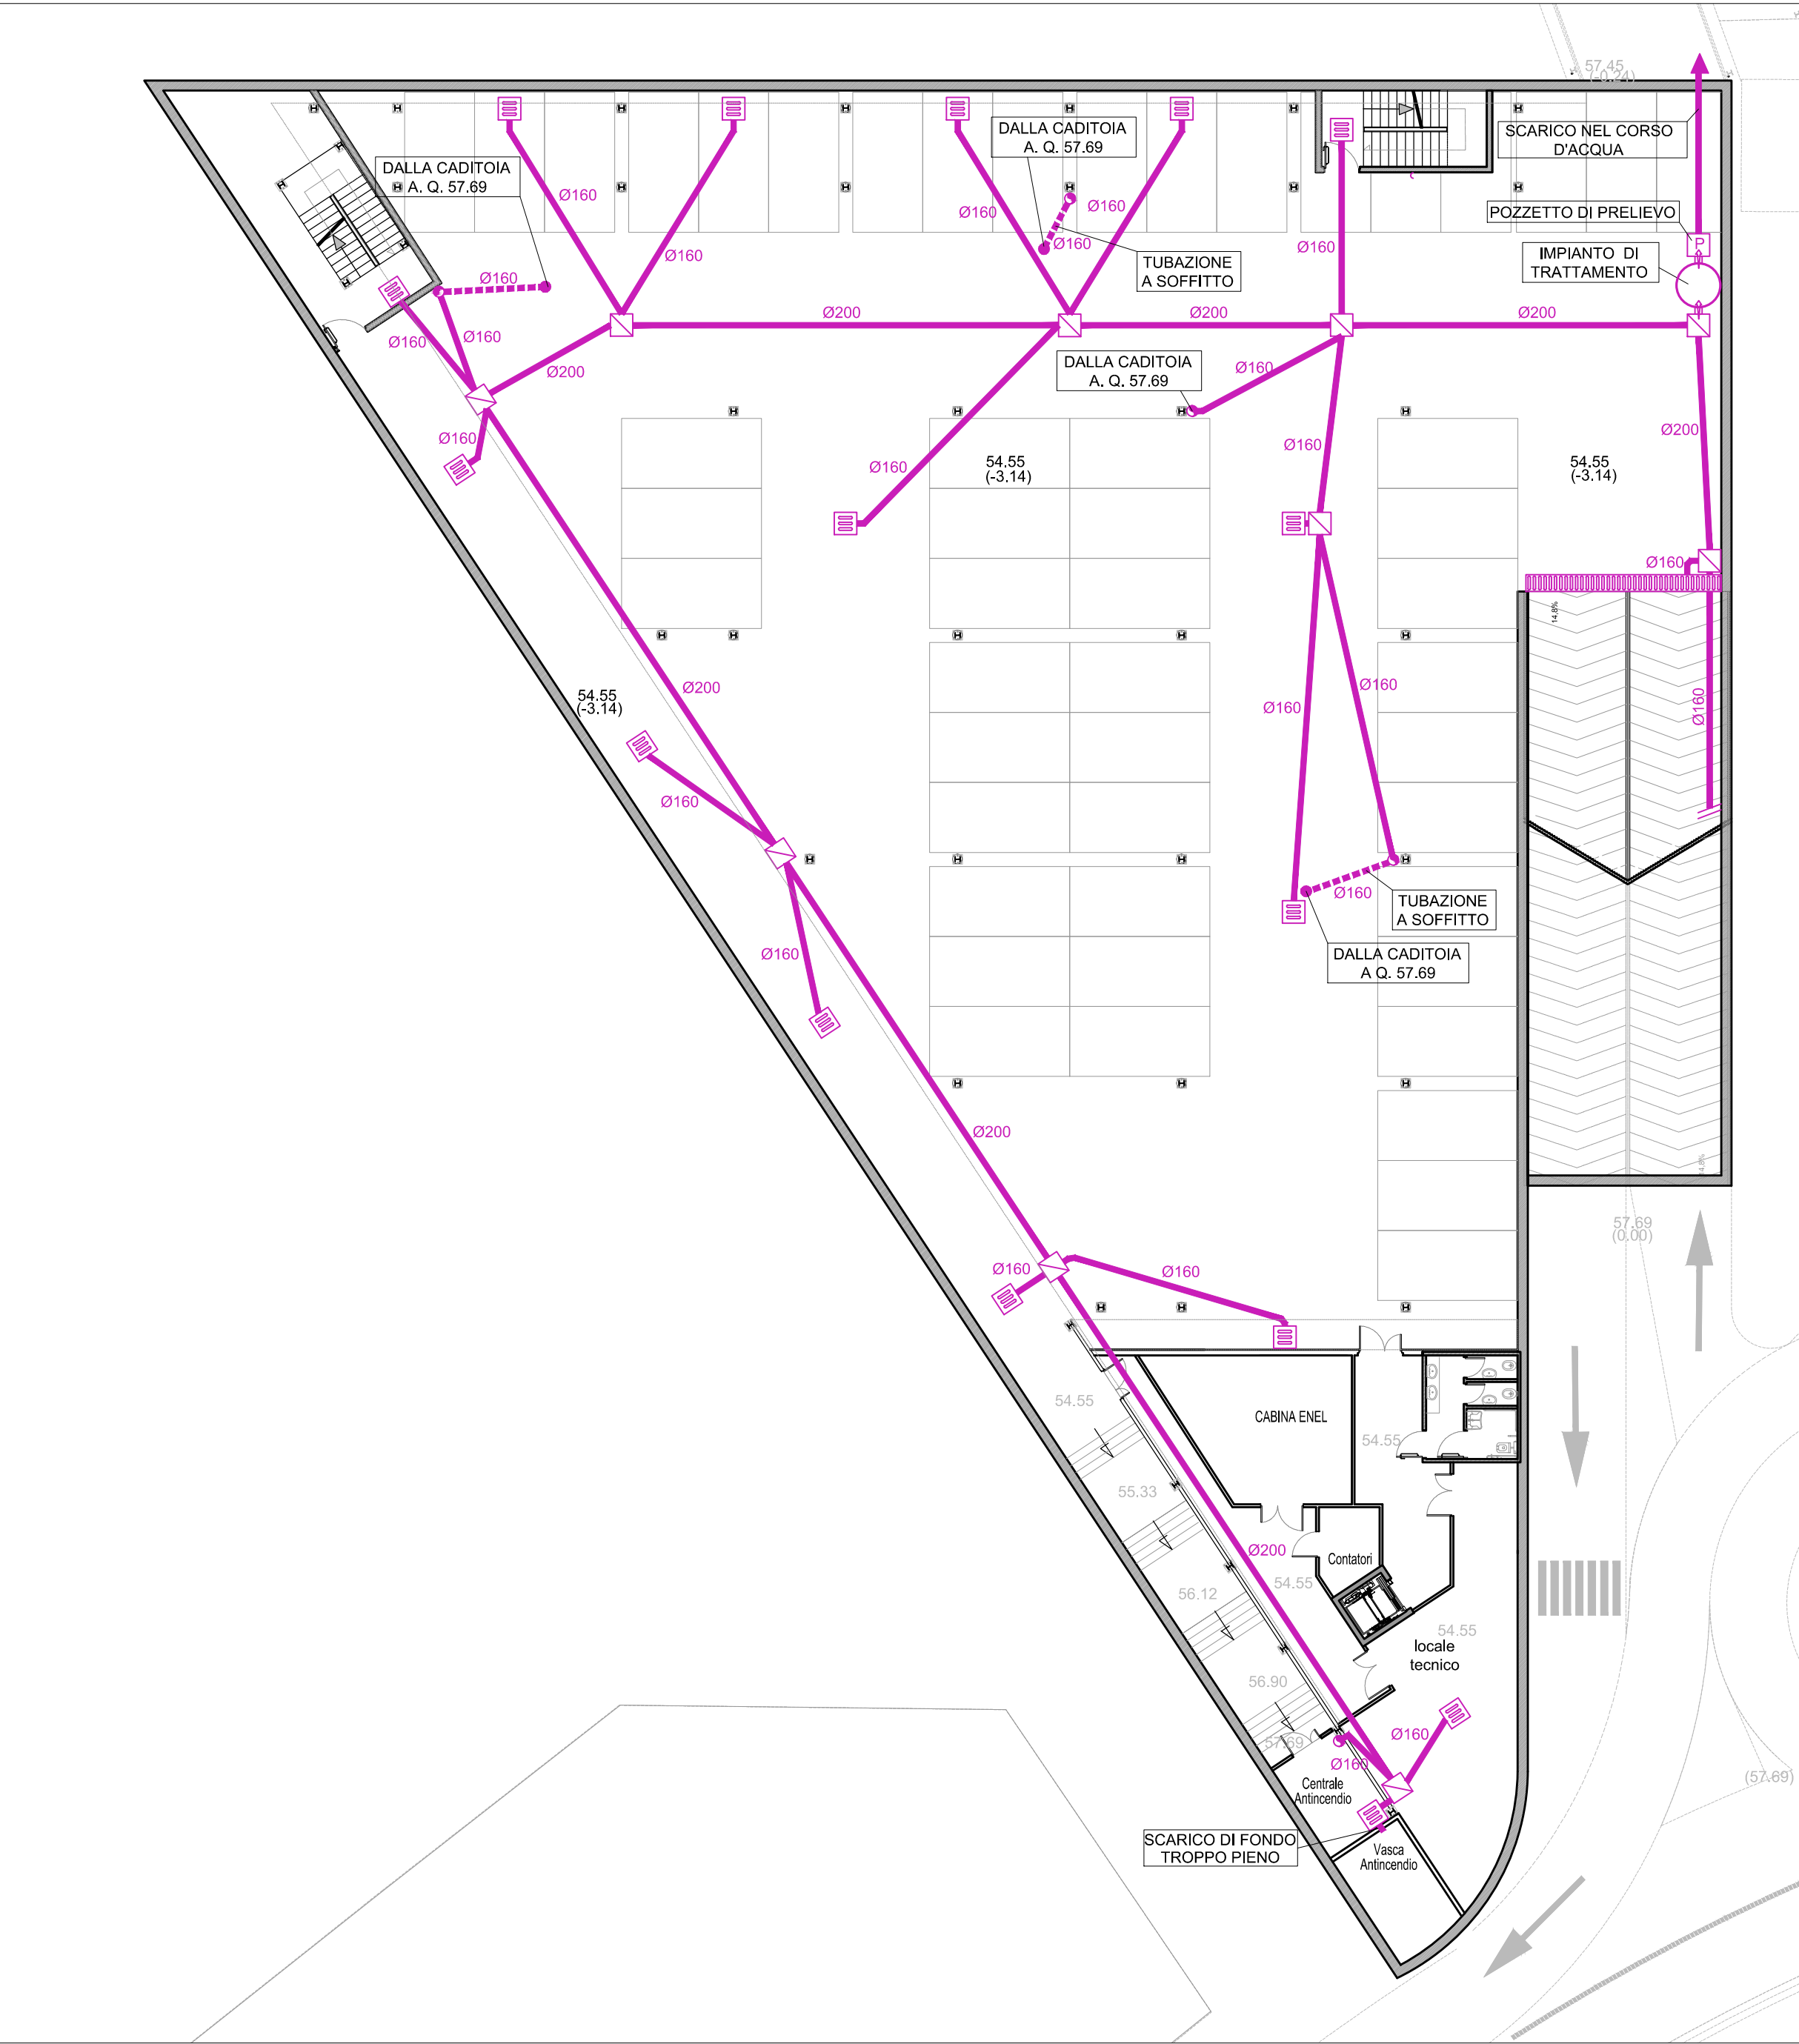 57.45
(-0.24)
DALLA CADITOIA
A. Q. 57.69
SCARICO NEL CORSO
D'ACQUA
DALLA CADITOIA
A. Q. 57.69
Ø160
Ø160
Ø160
POZZETTO DI PRELIEVO
P
Ø160
Ø160
Ø160
IMPIANTO DI
TRATTAMENTO
TUBAZIONE
A SOFFITTO
Ø160
Ø200
Ø200
Ø200
Ø160
Ø160
Ø200
DALLA CADITOIA
A. Q. 57.69
Ø160
Ø160
Ø160
Ø200
Ø160
54.55
(-3.14)
54.55
(-3.14)
Ø160
14.8%
54.55
(-3.14)
Ø200
Ø160
Ø160
Ø160
Ø160
Ø160
TUBAZIONE
A SOFFITTO
DALLA CADITOIA
A Q. 57.69
Ø160
Ø200
14.8%
57.69
(0.00)
Ø160
Ø160
54.55
CABINA ENEL
54.55
55.33
Ø200
Contatori
54.55
56.12
54.55
locale
tecnico
56.90
57.69
Ø160
Ø160
(57.69)
Centrale
Antincendio
SCARICO DI FONDO
TROPPO PIENO
Vasca
Antincendio